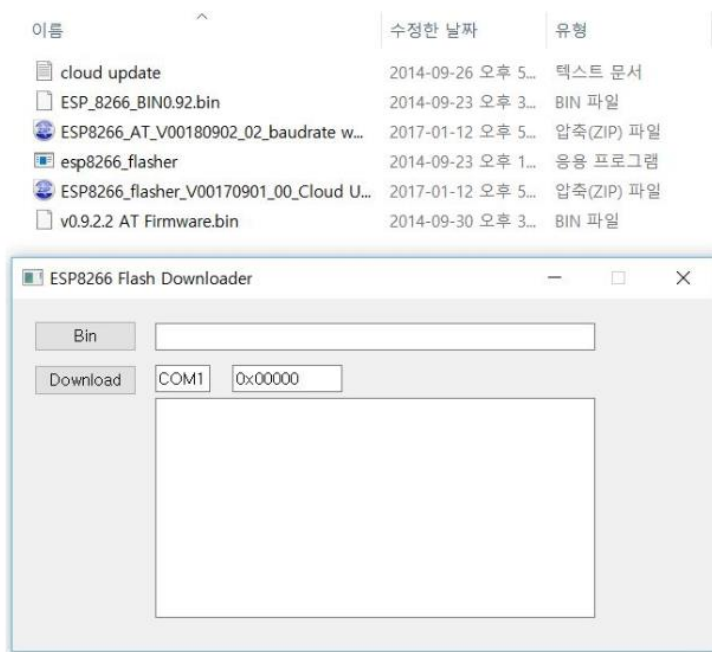 이름 수정한 날짜 유형
cloud update 2014-09-26 오후 5... 텍스트 문서
ESP_8266_BIN0.92.bin 2014-09-23 오후 3... BIN 파일
ESP8266_AT_V00180902_02_baudrate w... 2017-01-12 오후 5... 압축(ZIP) 파일
esp8266_flasher 2014-09-23 오후 1... 응용 프로그램
ESP8266_flasher_V00170901_00_Cloud U... 2017-01-12 오후 5... 압축(ZIP) 파일
v0.9.2.2 AT Firmware.bin 2014-09-30 오후 3... BIN 파일
ESP8266 Flash Downloader
Bin
Download COM1 0x00000